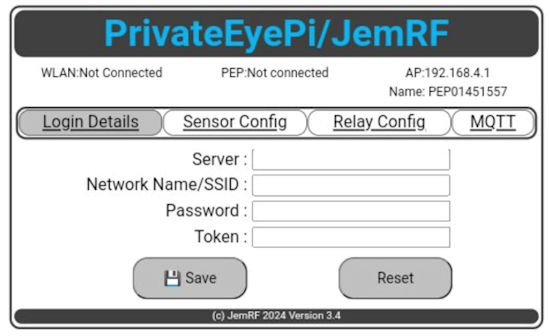 PrivateEyePi/JemRF
WLAN:Not Connected PEP:Not connected AP:192.168.4.1
Name: PEP01451557
Login Details Sensor Config Relay Config MQTT
Server :
Network Name/SSID :
Password :
Token :
💾 Save Reset
(c) JemRF 2024 Version 3.4